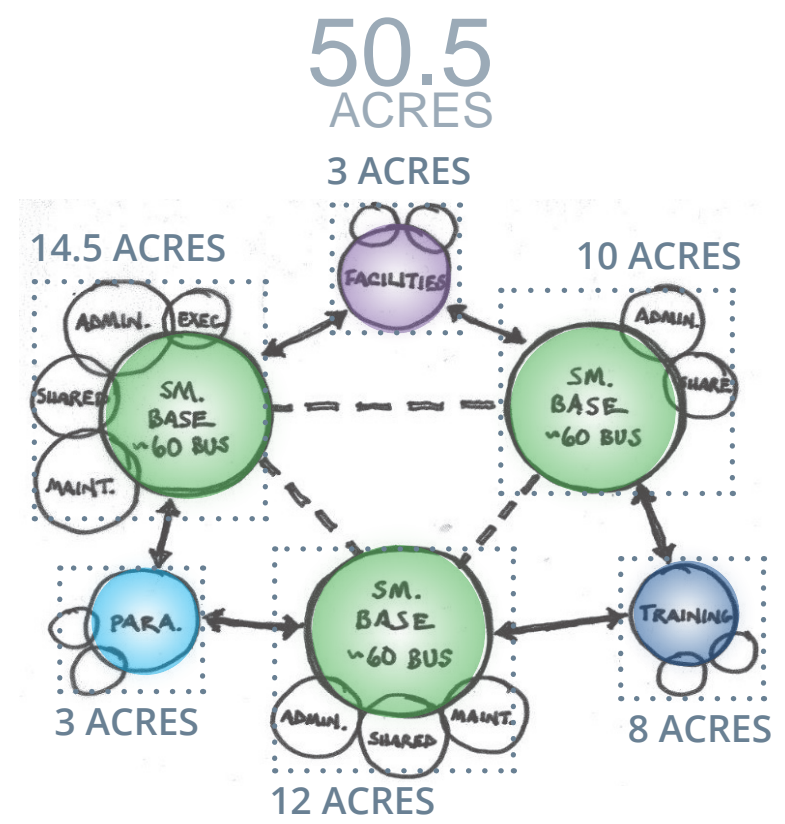 50.5
ACRES
3 ACRES
14.5 ACRES
10 ACRES
FACILITIES
ADMIN.
EXEC
SHARED
MAINT.
SM.
BASE
~60 BUS
ADMIN.
SHARE
SM.
BASE
~60 BUS
PARA.
3 ACRES
SM.
BASE
~60 BUS
ADMIN.
SHARED
MAINT.
12 ACRES
TRAINING
8 ACRES